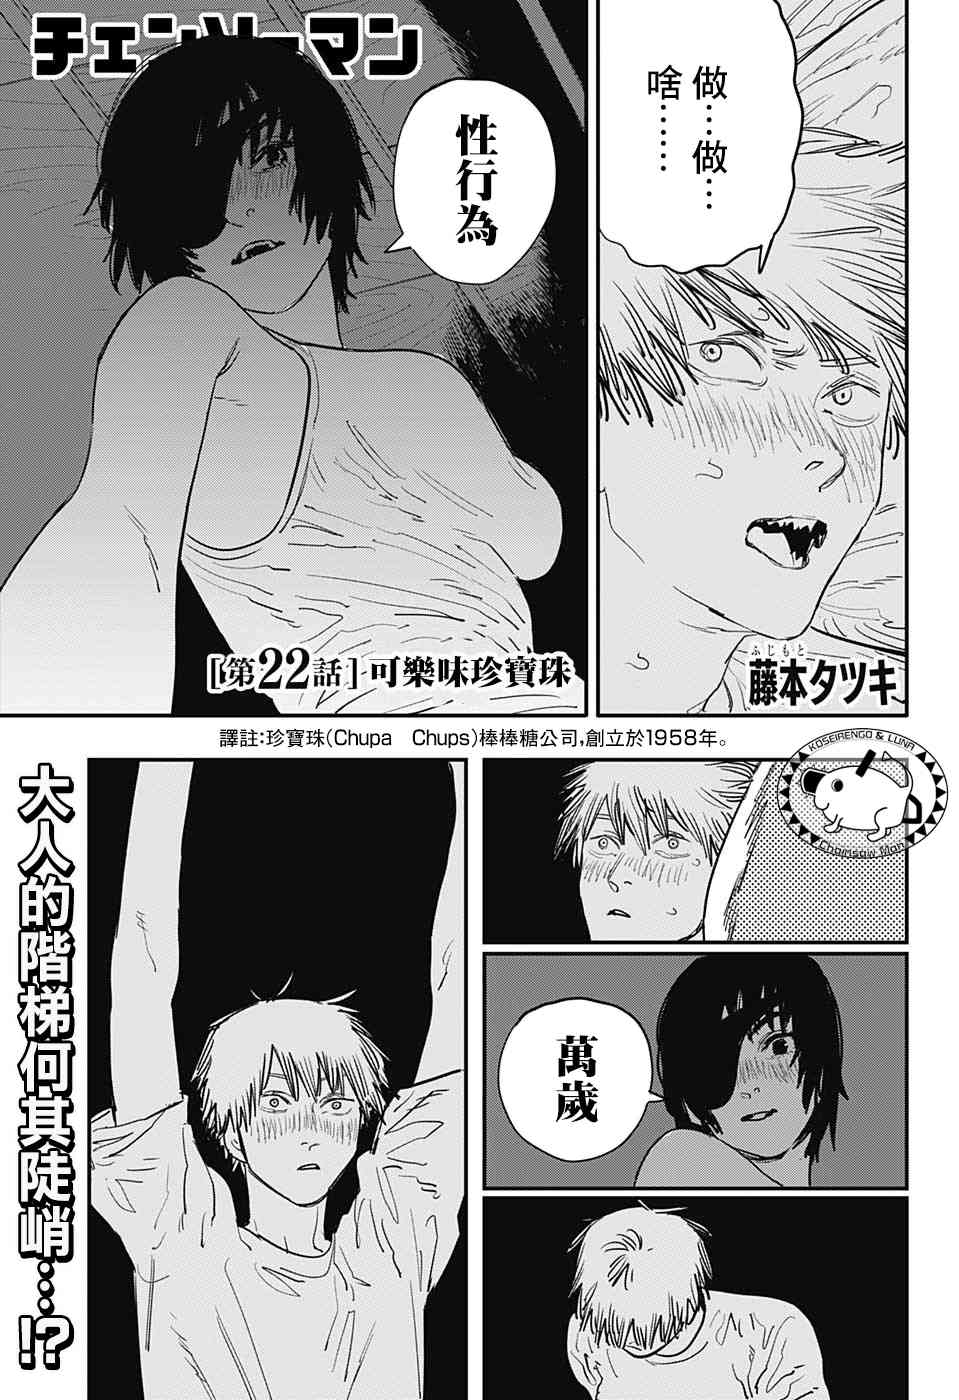 チェンソーマン
做…做…
啥……
性行為
ふじもと
藤本タツキ
[第22話]可樂味珍寶珠
譯註:珍寶珠(Chupa Chups)棒棒糖公司,創立於1958年。
KOSEIRENGO & LUNA
Chainsaw Man
萬歲
大人的階梯何其陡峭…!?